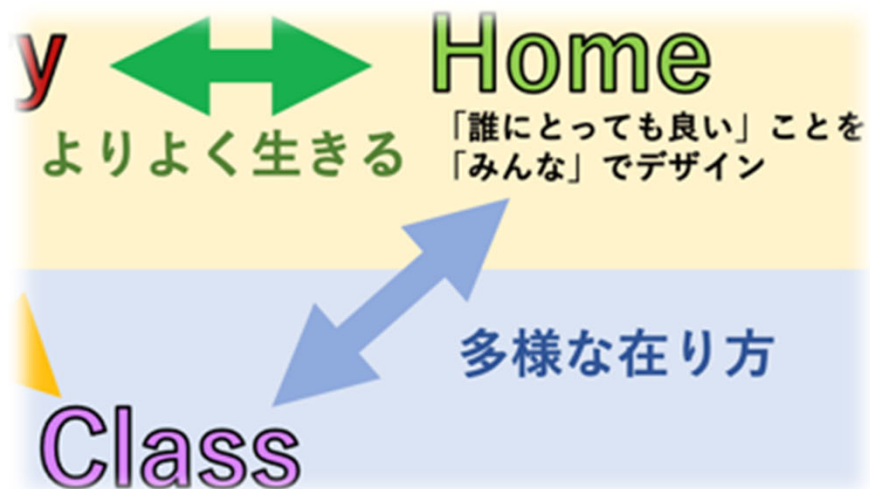 y
Home
「誰にとっても良い」ことを
「みんな」でデザイン
よりよく生きる
多様な在り方
Class